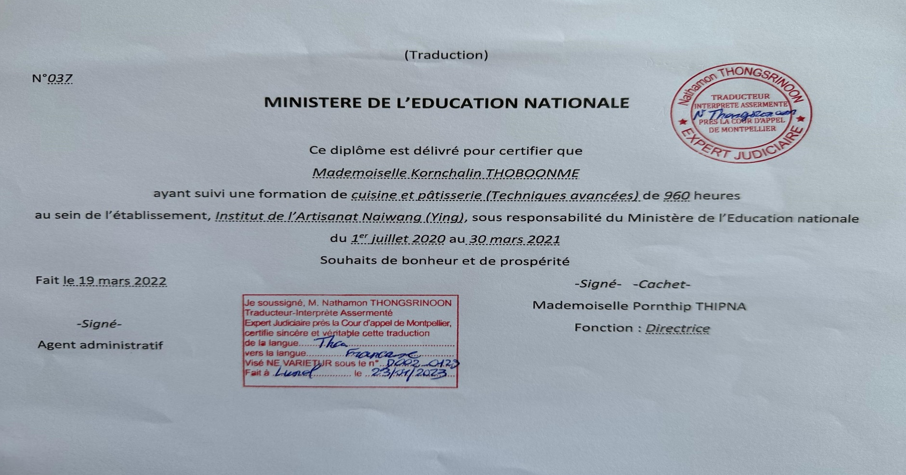 (Traduction)
N°037
MINISTERE DE L'EDUCATION NATIONALE
Nathamon THONGSRINOON
TRADUCTEUR
INTERPRETE ASSERMENTE
N Thongsrinoon
PRÈS LA COUR D'APPEL
DE MONTPELLIER
EXPERT JUDICIAIRE
Ce diplôme est délivré pour certifier que
Mademoiselle Kornchalin THOBOONME
ayant suivi une formation de cuisine et pâtisserie (Techniques avancées) de 960 heures
au sein de l'établissement, Institut de l'Artisanat Naiwang (Ying), sous responsabilité du Ministère de l'Education nationale
du 1er juillet 2020 au 30 mars 2021
Souhaits de bonheur et de prospérité
Fait le 19 mars 2022
-Signé-
Agent administratif
Je soussigné, M. Nathamon THONGSRINOON
Traducteur-Interprète Assermenté
Expert Judiciaire près la Cour d'appel de Montpellier,
certifie sincère et véritable cette traduction
de la langue
vers la langue
Visé NE VARIETUR sous le n°
Fait à Lunel le
-Signé- -Cachet-
Mademoiselle Pornthip THIPNA
Fonction : Directrice